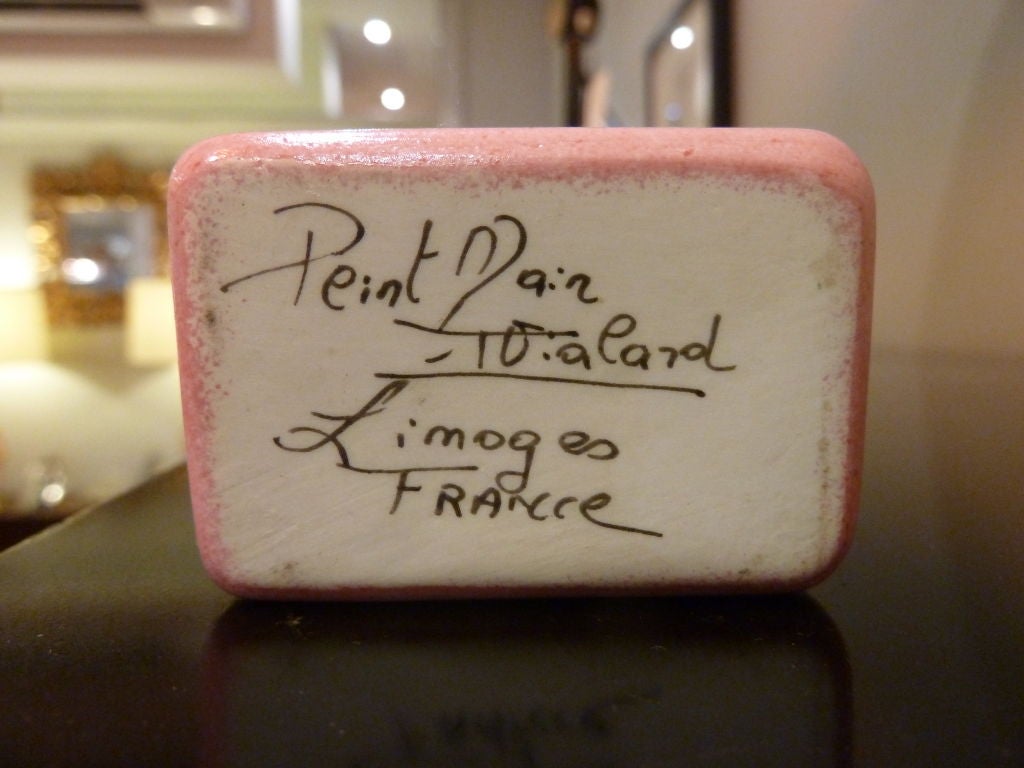 Peint Main
- Vialard
Limoges
FRANCE